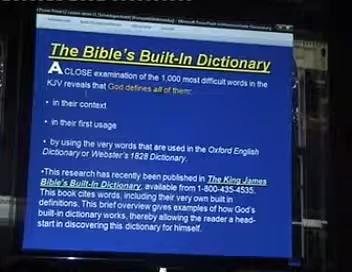 The Bible's Built-In Dictionary
A CLOSE examination of the 1,000 most difficult words in the
KJV reveals that God defines all of them:
• in their context
• in their first usage
• by using the very words that are used in the Oxford English
Dictionary or Webster's 1828 Dictionary.
•This research has recently been published in The King James
Bible's Built-In Dictionary, available from 1-800-435-4535.
This book cites words, including their very own built in
definitions. This brief overview gives examples of how God's
built-in dictionary works, thereby allowing the reader a head-
start in discovering this dictionary for himself.